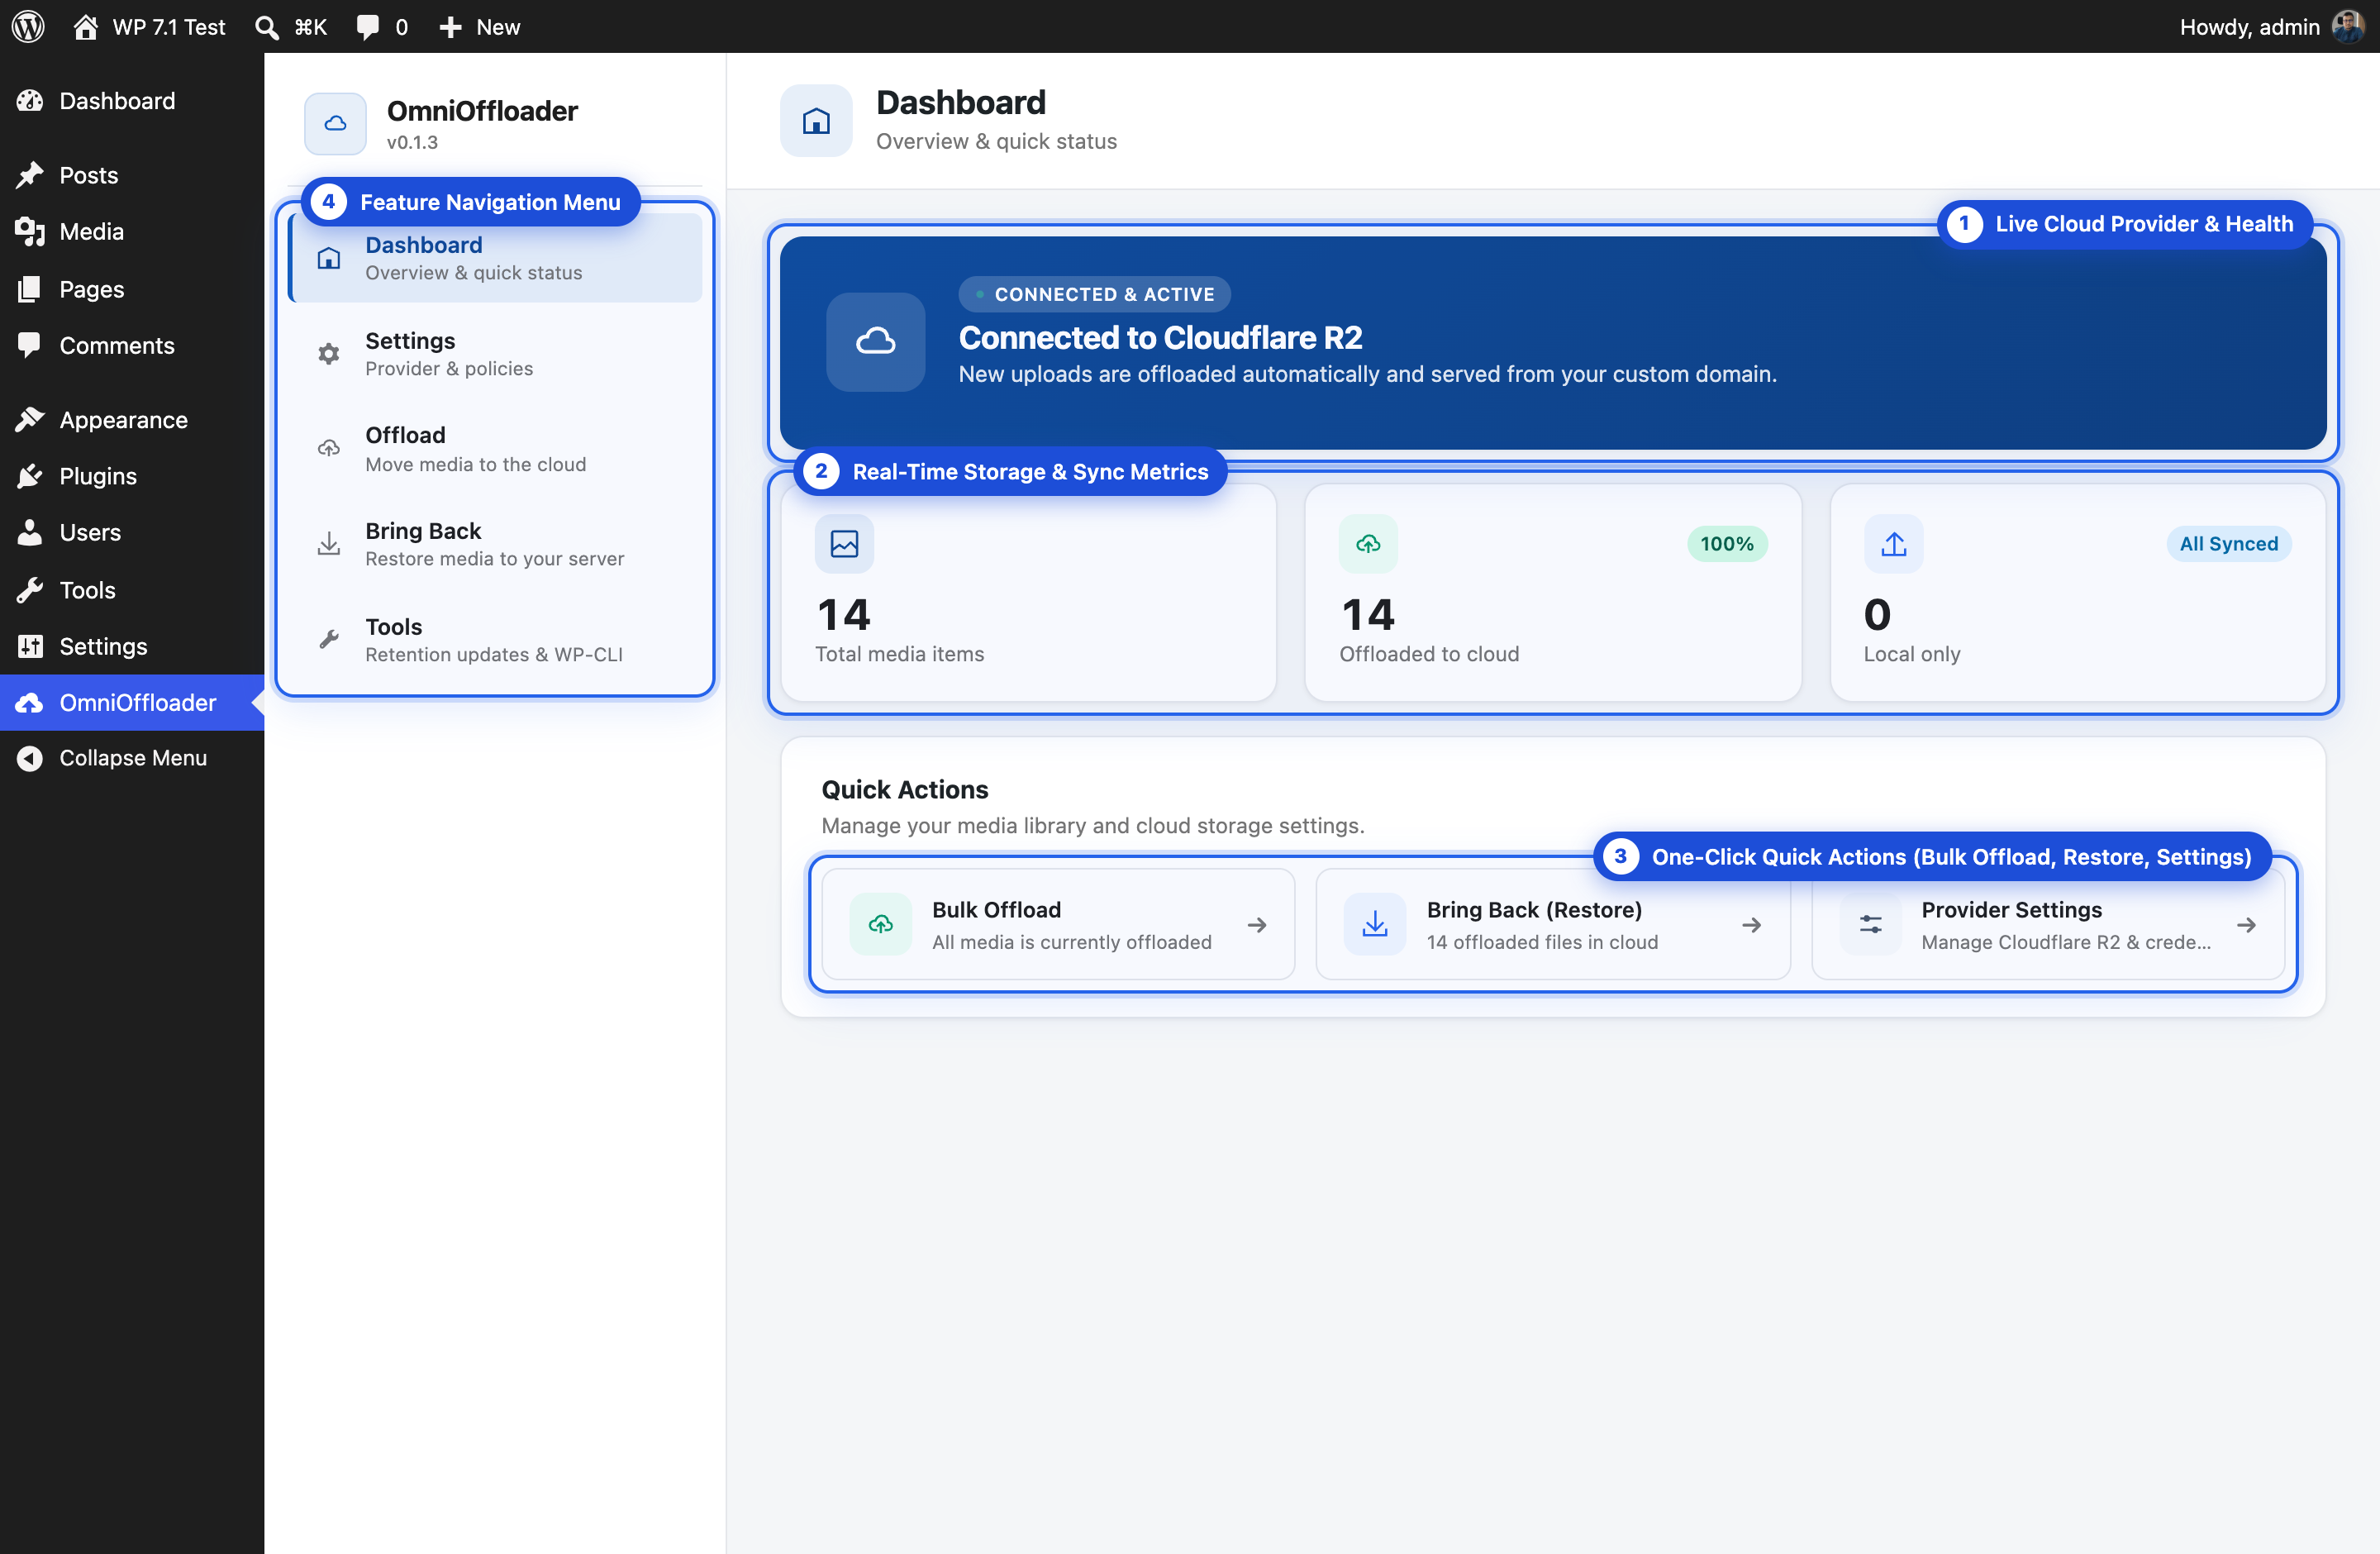 WP 7.1 Test
⌘K
0
New
Howdy, admin
Dashboard
Posts
Media
Pages
Comments
Appearance
Plugins
Users
Tools
Settings
OmniOffloader
Collapse Menu
OmniOffloader
v0.1.3
4 Feature Navigation Menu
Dashboard
Overview & quick status
Settings
Provider & policies
Offload
Move media to the cloud
Bring Back
Restore media to your server
Tools
Retention updates & WP-CLI
Dashboard
Overview & quick status
1 Live Cloud Provider & Health
CONNECTED & ACTIVE
Connected to Cloudflare R2
New uploads are offloaded automatically and served from your custom domain.
2 Real-Time Storage & Sync Metrics
14
Total media items
100%
14
Offloaded to cloud
All Synced
0
Local only
Quick Actions
Manage your media library and cloud storage settings.
3 One-Click Quick Actions (Bulk Offload, Restore, Settings)
Bulk Offload
All media is currently offloaded
Bring Back (Restore)
14 offloaded files in cloud
Provider Settings
Manage Cloudflare R2 & crede...